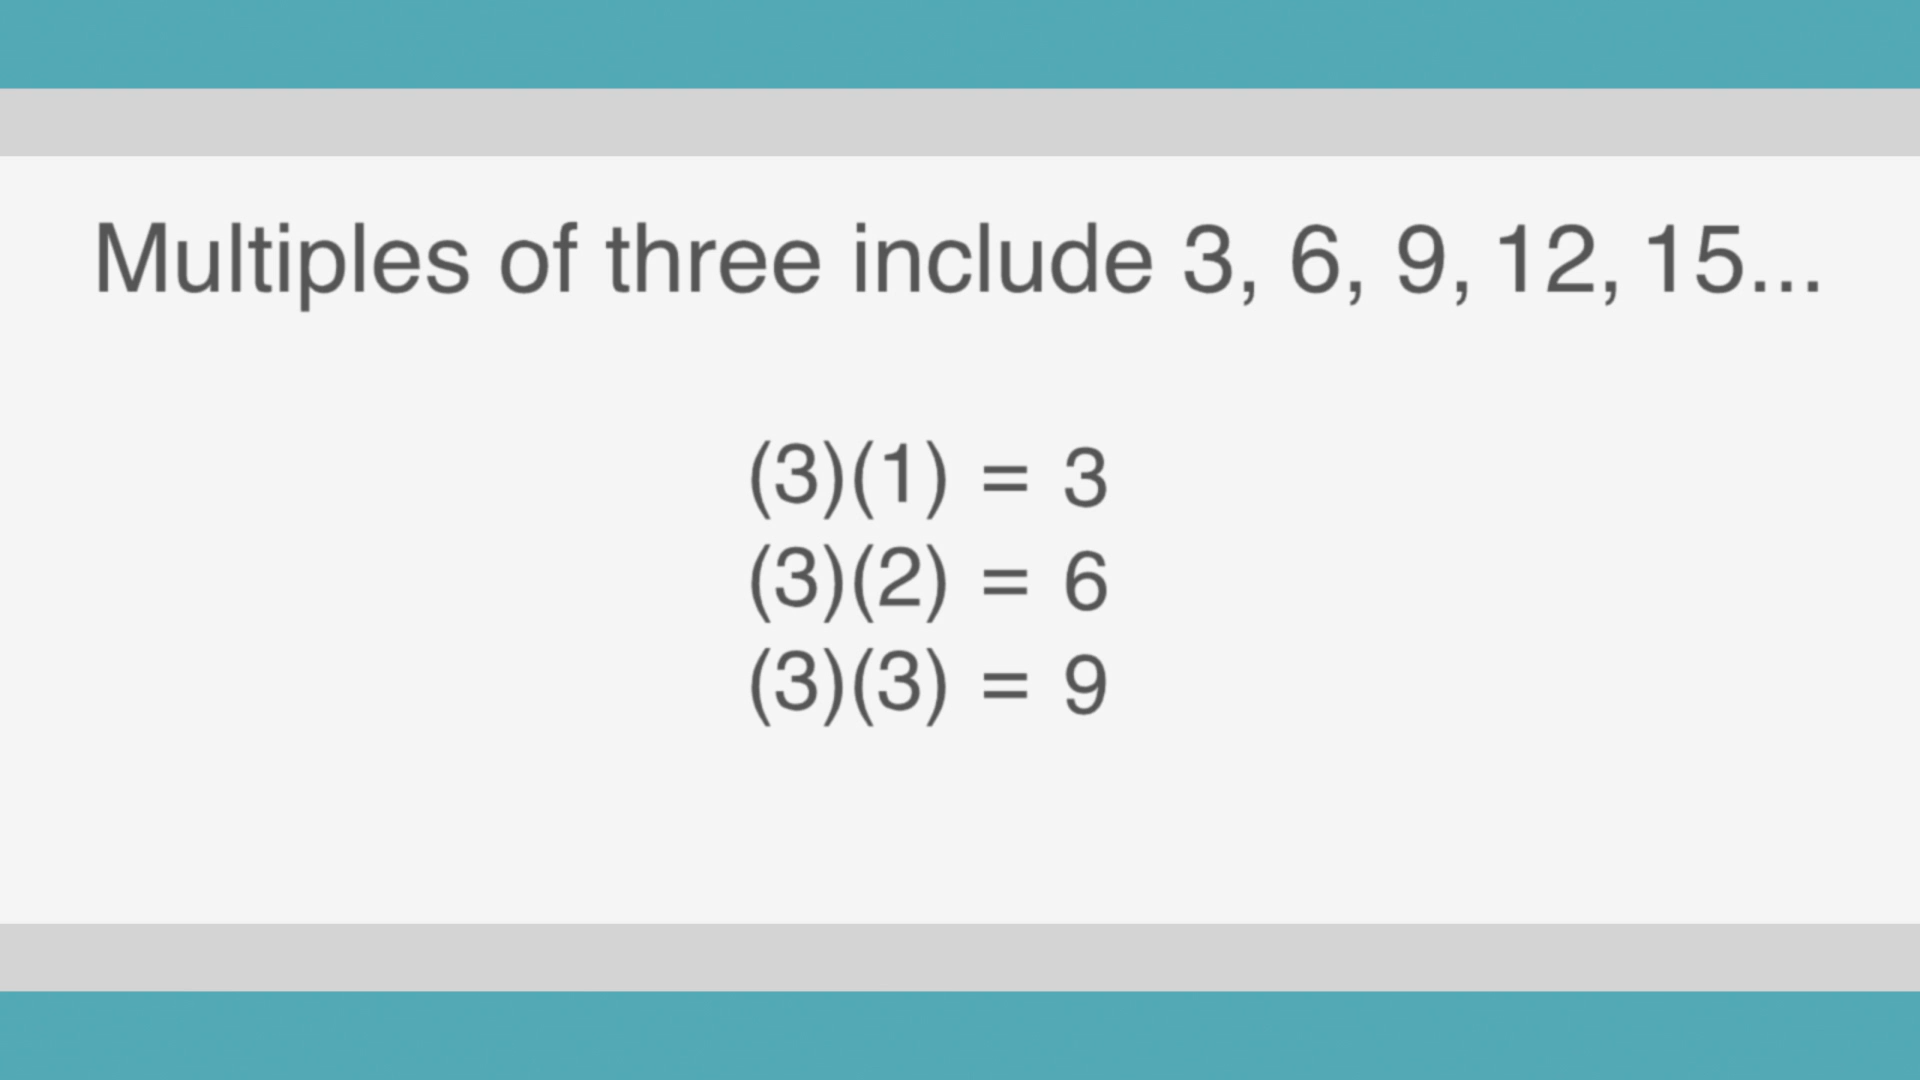 Multiples of three include 3, 6, 9, 12, 15...
(3)(1) = 3
(3)(2) = 6
(3)(3) = 9